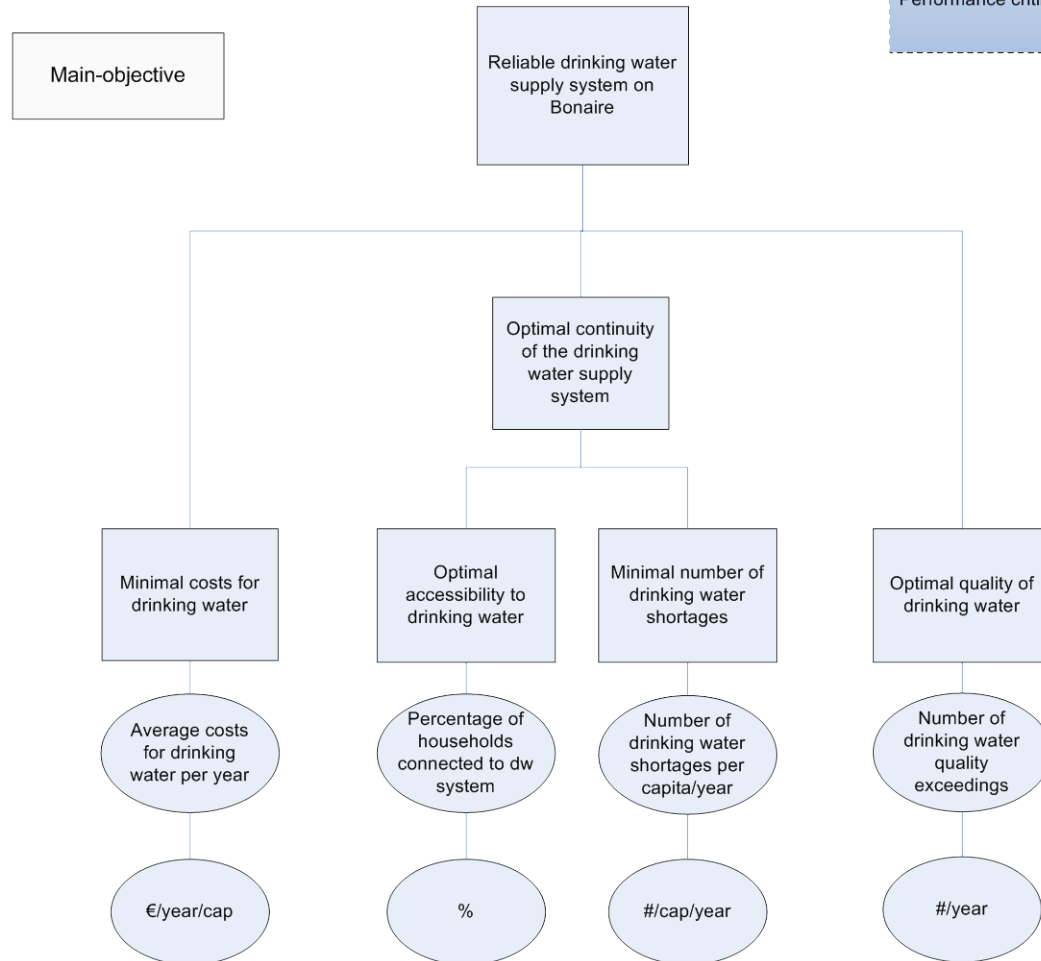 Performance
Main-objective
Reliable drinking water
supply system on
Bonaire
Optimal continuity
of the drinking
water supply
system
Minimal costs for
drinking water
Optimal
accessibility to
drinking water
Minimal number of
drinking water
shortages
Optimal quality of
drinking water
Average costs
for drinking
water per year
Percentage of
households
connected to dw
system
Number of
drinking water
shortages per
capita/year
Number of
drinking water
quality
exceedings
€/year/cap
%
#/cap/year
#/year